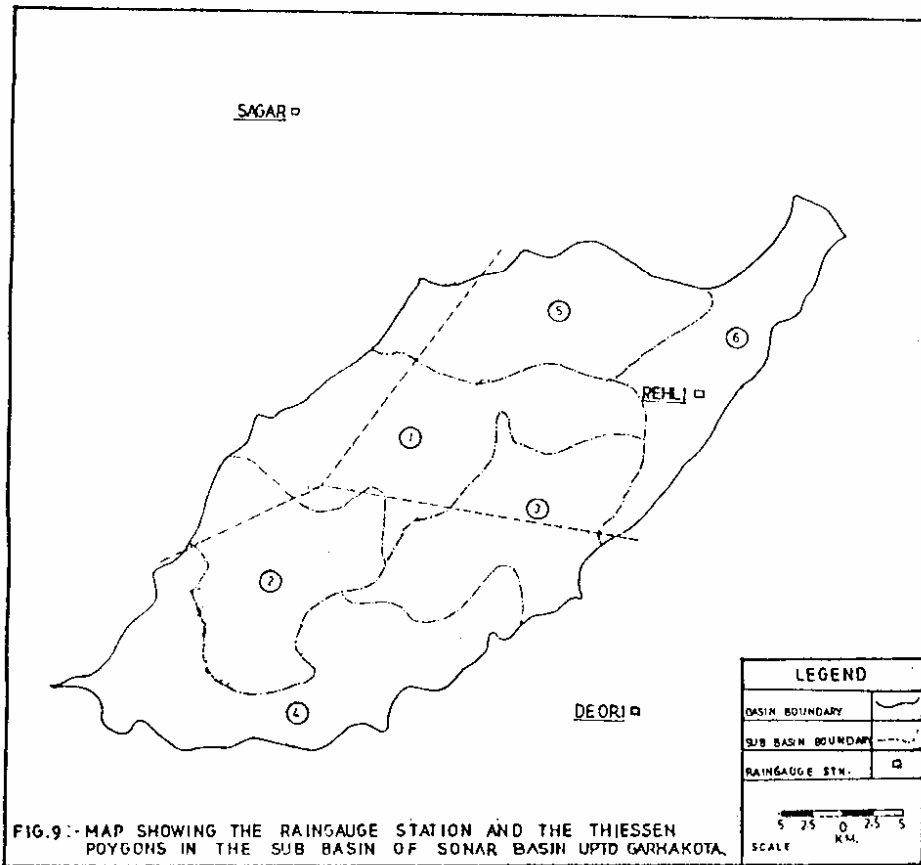 SAGAR
5
6
REHLI
1
3
2
4
DEORI
LEGEND
BASIN BOUNDARY
SUB BASIN BOUNDARY
RAINGAUGE STN.
5 2.5 0 2.5 5
KM.
SCALE
FIG.9:- MAP SHOWING THE RAINGAUGE STATION AND THE THIESSEN
POYGONS IN THE SUB BASIN OF SONAR BASIN UPTO GARHAKOTA.